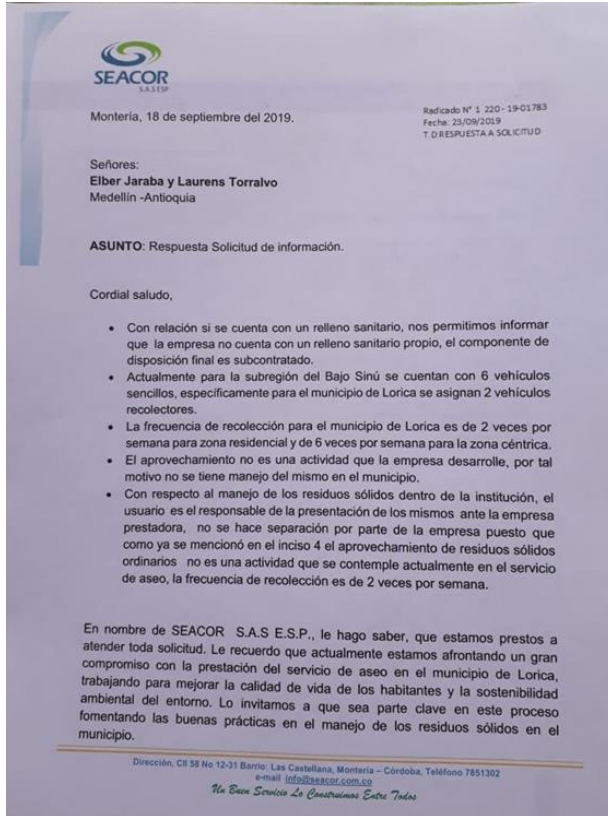 SEACOR
S.A.S ESP
Montería, 18 de septiembre del 2019.
Radicado N° 1 220 - 19-01783
Fecha: 23/09/2019
T. D RESPUESTA A SOLICITUD
Señores:
Elber Jaraba y Laurens Torralvo
Medellín -Antioquia
ASUNTO: Respuesta Solicitud de información.
Cordial saludo,
• Con relación si se cuenta con un relleno sanitario, nos permitimos informar
que la empresa no cuenta con un relleno sanitario propio, el componente de
disposición final es subcontratado.
• Actualmente para la subregión del Bajo Sinú se cuentan con 6 vehículos
sencillos, específicamente para el municipio de Lorica se asignan 2 vehículos
recolectores.
• La frecuencia de recolección para el municipio de Lorica es de 2 veces por
semana para zona residencial y de 6 veces por semana para la zona céntrica.
• El aprovechamiento no es una actividad que la empresa desarrolle, por tal
motivo no se tiene manejo del mismo en el municipio.
• Con respecto al manejo de los residuos sólidos dentro de la institución, el
usuario es el responsable de la presentación de los mismos ante la empresa
prestadora, no se hace separación por parte de la empresa puesto que
como ya se mencionó en el inciso 4 el aprovechamiento de residuos sólidos
ordinarios no es una actividad que se contemple actualmente en el servicio
de aseo, la frecuencia de recolección es de 2 veces por semana.
En nombre de SEACOR S.A.S E.S.P., le hago saber, que estamos prestos a
atender toda solicitud. Le recuerdo que actualmente estamos afrontando un gran
compromiso con la prestación del servicio de aseo en el municipio de Lorica,
trabajando para mejorar la calidad de vida de los habitantes y la sostenibilidad
ambiental del entorno. Lo invitamos a que sea parte clave en este proceso
fomentando las buenas prácticas en el manejo de los residuos sólidos en el
municipio.
Dirección, Cll 58 No 12-31 Barrio: Las Castellana, Montería – Córdoba, Teléfono 7851302
e-mail info@seacor.com.co
Un Buen Servicio Lo Construimos Entre Todos